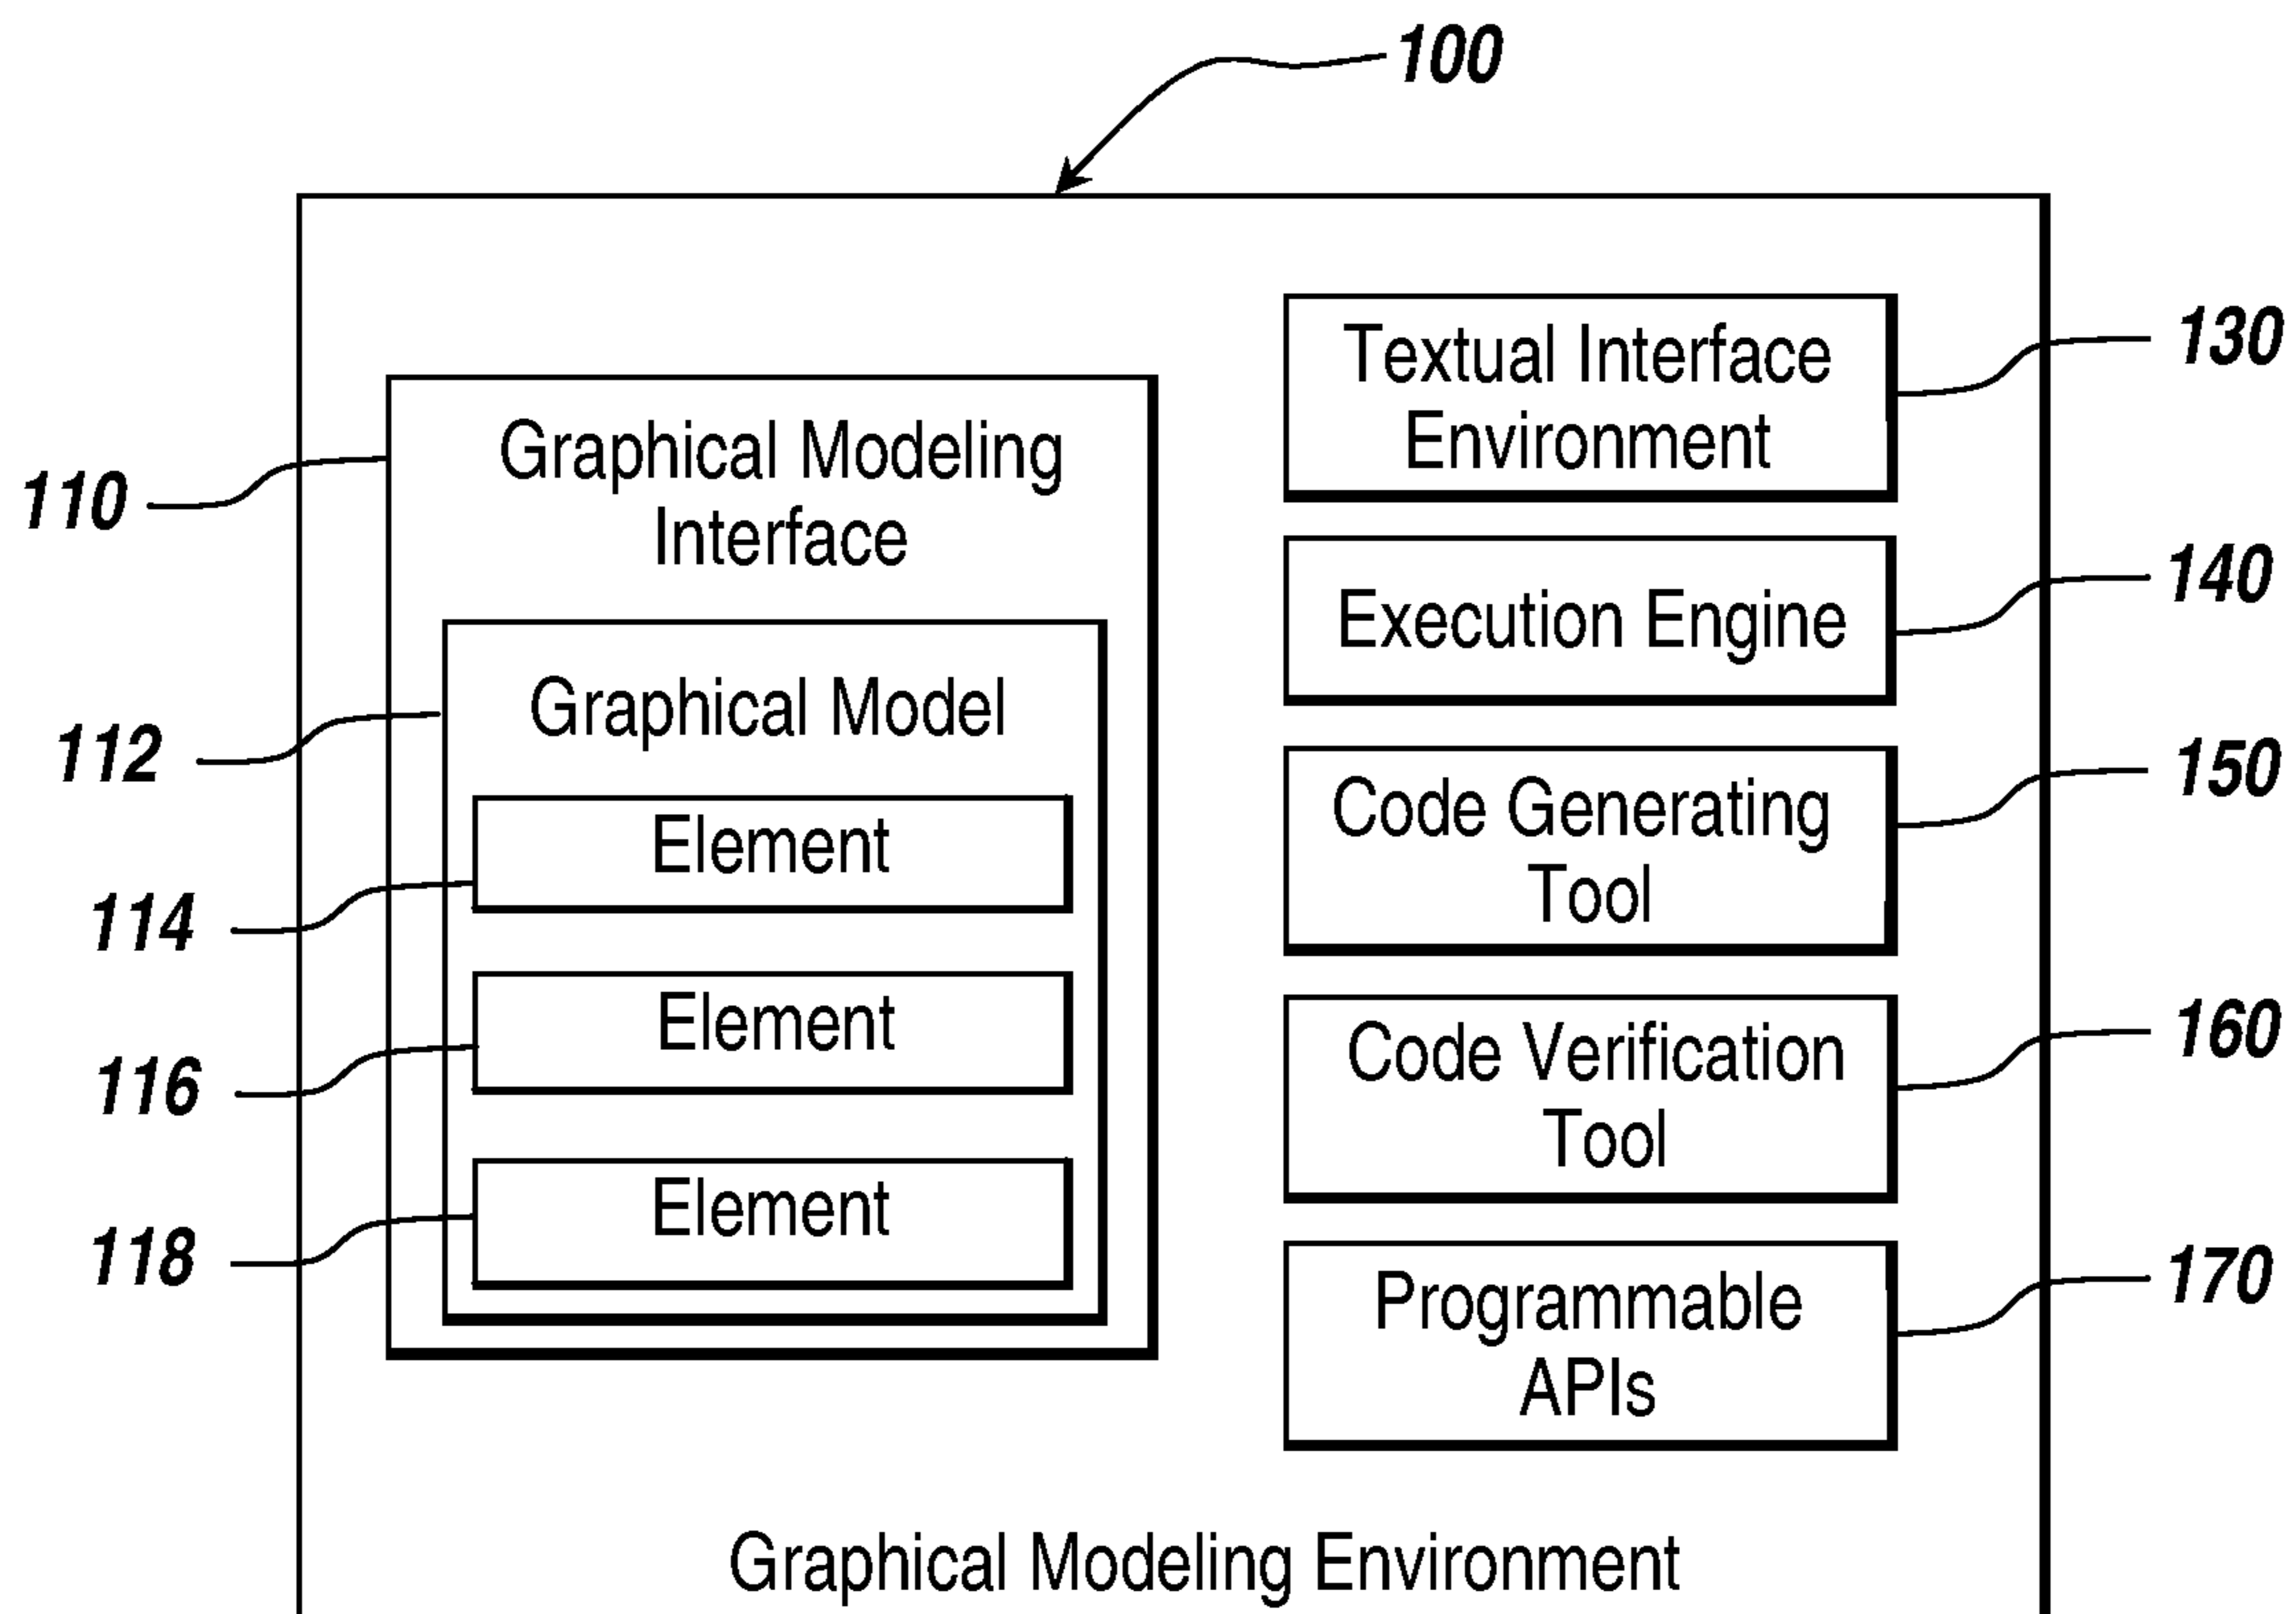 100
130
Textual Interface
Environment
110
Graphical Modeling
Interface
140
Execution Engine
112
Graphical Model
150
Code Generating
Tool
114
Element
116
Element
160
Code Verification
Tool
118
Element
170
Programmable
APIs
Graphical Modeling Environment